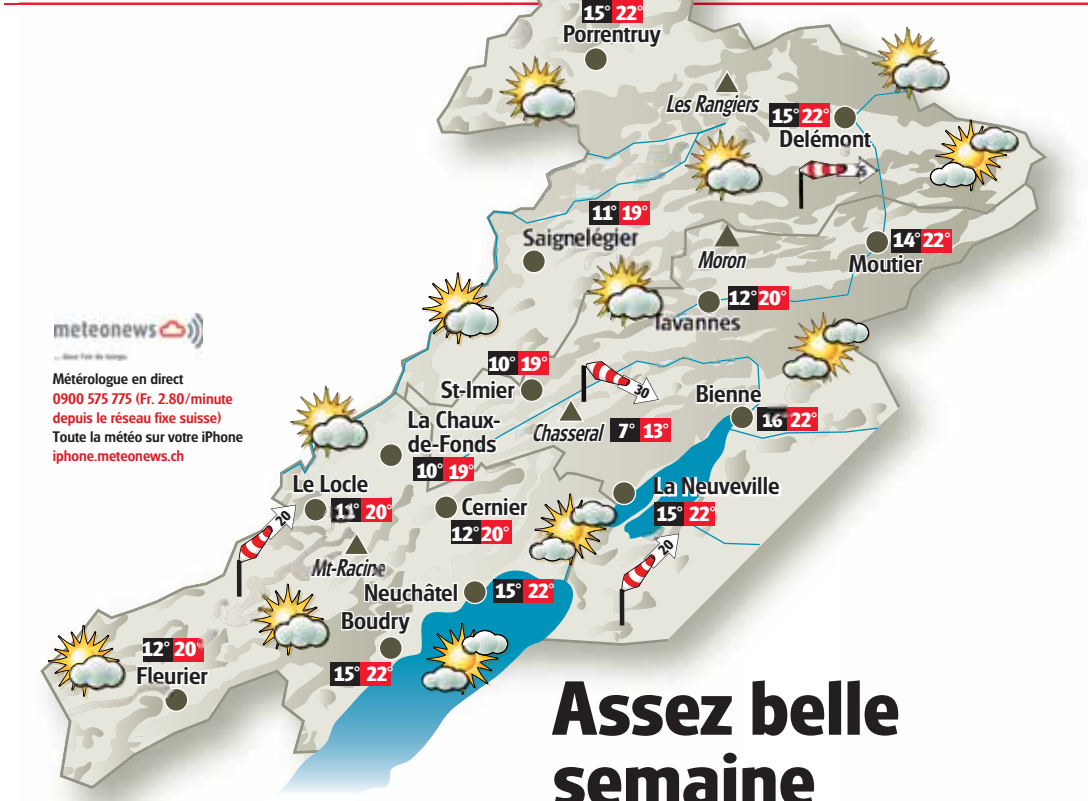 15° 22°
Porrentruy
Les Rangiers
15° 22°
Delémont
11° 19°
Saignelégier
14° 22°
Moron
Moutier
12° 20°
Tavannes
meteonews
Métérologue en direct
0900 575 775 (Fr. 2.80/minute
depuis le réseau fixe suisse)
Toute la météo sur votre iPhone
iphone.meteonews.ch
10° 19°
St-Imier
30
Bienne
16 22°
La Chaux-
de-Fonds
Chasseral 7° 13°
10° 19°
Le Locle
11° 20°
20
Cernier
12° 20°
La Neuveville
15° 22°
20
Mt-Racine
Neuchâtel 15° 22°
Boudry
15° 22°
12° 20°
Fleurier
Assez belle
semaine